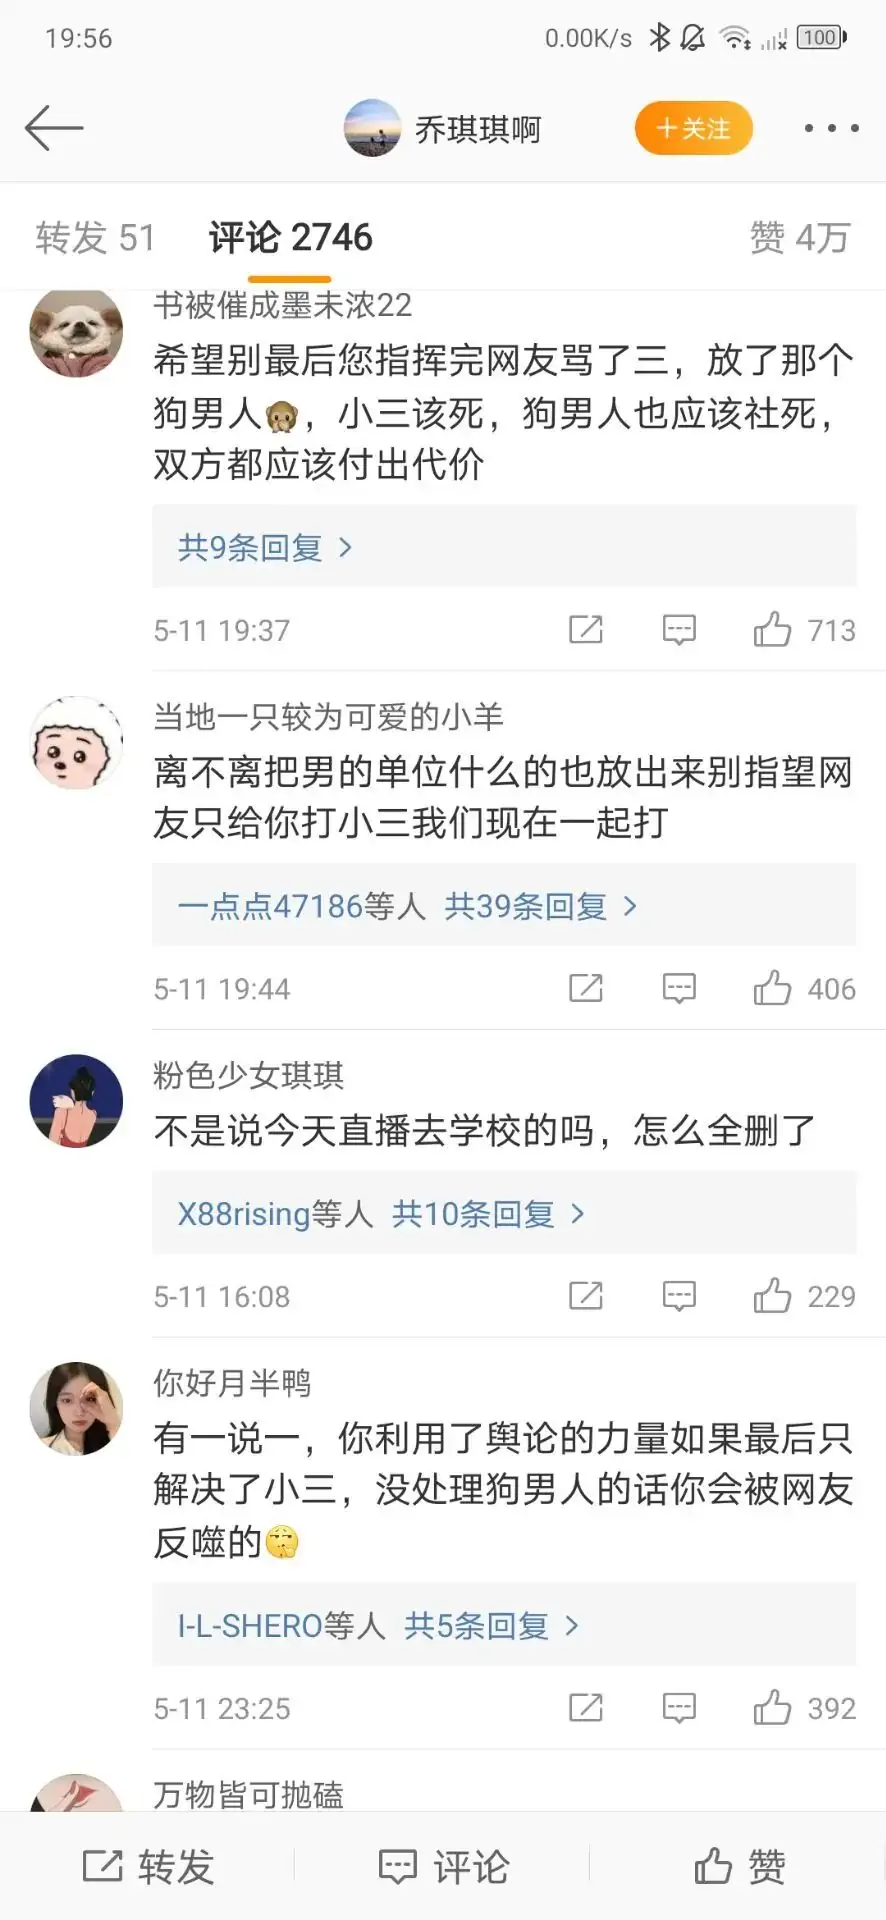 19:56
0.00K/s
100
乔琪琪啊
+关注
转发 51
评论 2746
赞 4万
书被催成墨未浓22
希望别最后您指挥完网友骂了三，放了那个
狗男人🙊，小三该死，狗男人也应该社死，
双方都应该付出代价
共9条回复 >
5-11 19:37
713
当地一只较为可爱的小羊
离不离把男的单位什么的也放出来别指望网
友只给你打小三我们现在一起打
一点点47186等人 共39条回复 >
5-11 19:44
406
粉色少女琪琪
不是说今天直播去学校的吗，怎么全删了
X88rising等人 共10条回复 >
5-11 16:08
229
你好月半鸭
有一说一，你利用了舆论的力量如果最后只
解决了小三，没处理狗男人的话你会被网友
反噬的
I-L-SHERO等人 共5条回复 >
5-11 23:25
392
万物皆可抛磕
转发
评论
赞